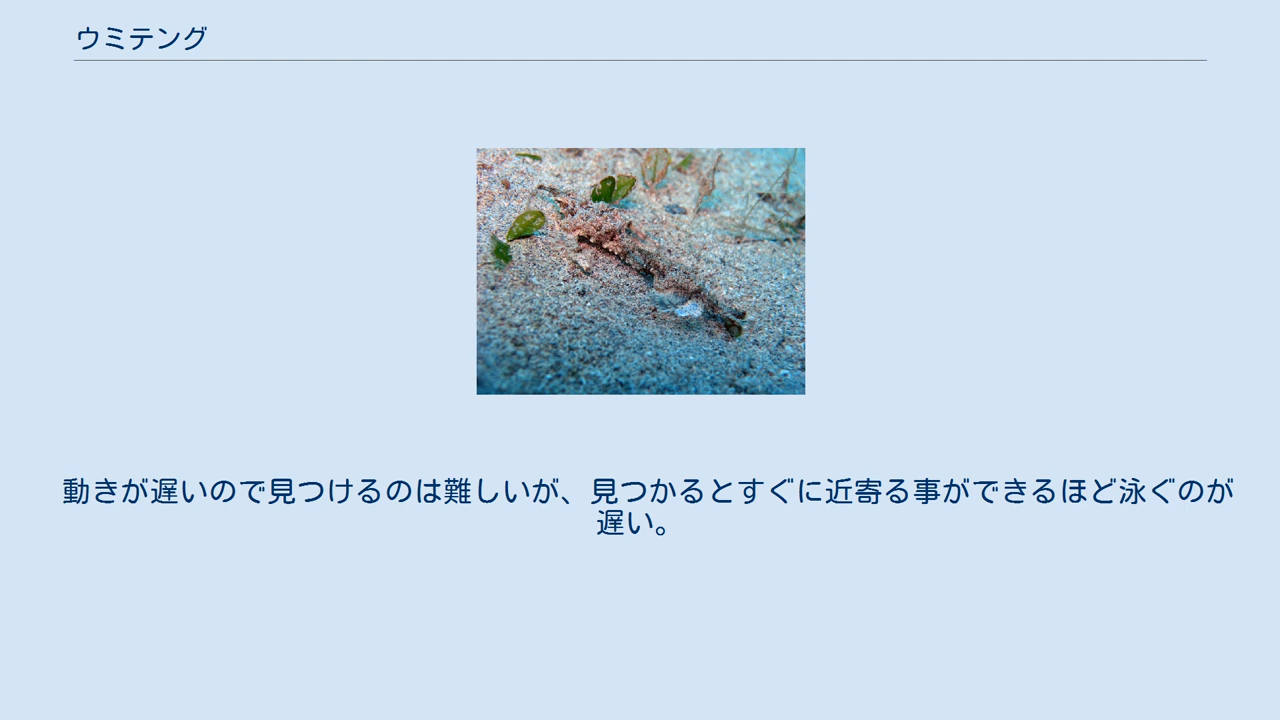 ウミテング
動きが遅いので見つけるのは難しいが、見つかるとすぐに近寄る事ができるほど泳ぐのが
遅い。